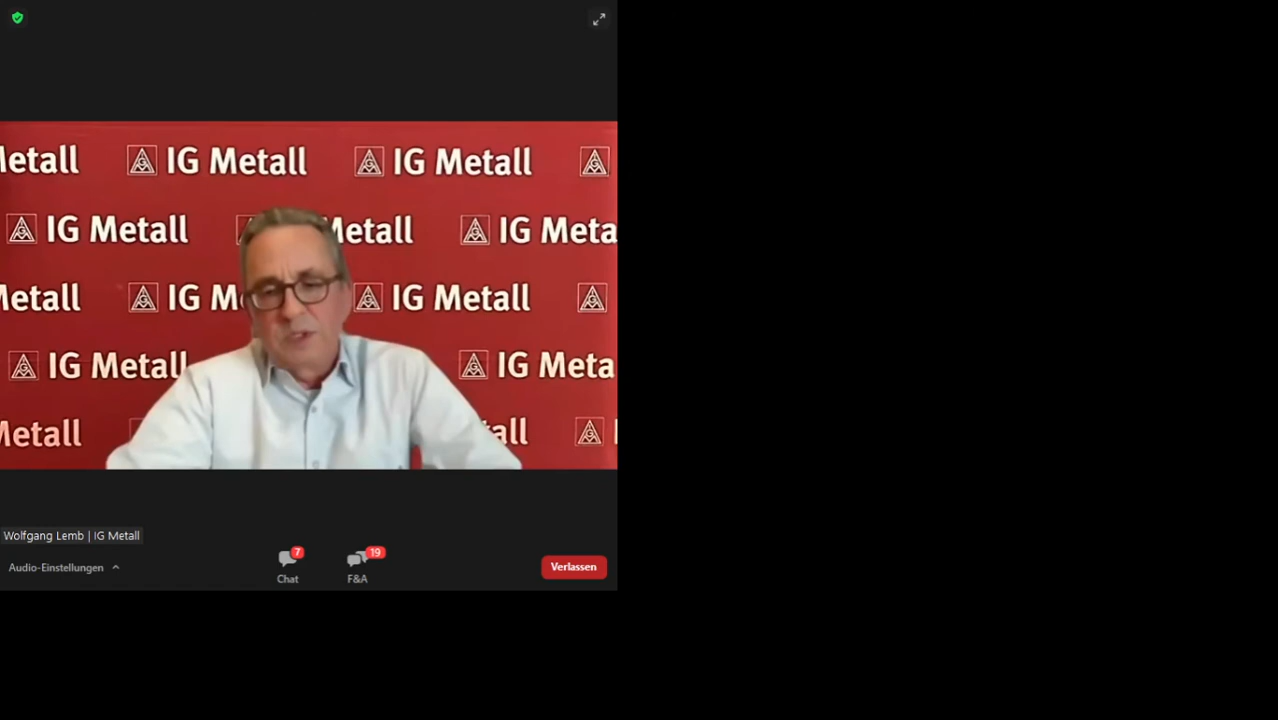 Metall IG Metall IG Metall
IG Metall Metall IG Meta
Metall IG M IG Metall
IG Metall IG Meta
Metall tall
Wolfgang Lemb | IG Metall
7 19
Audio-Einstellungen Chat F&A Verlassen